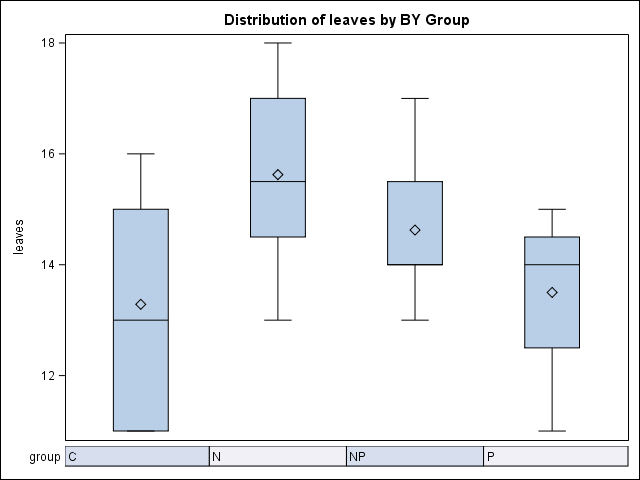 Distribution of leaves by BY Group
18
16
14
12
leaves
group C N NP P